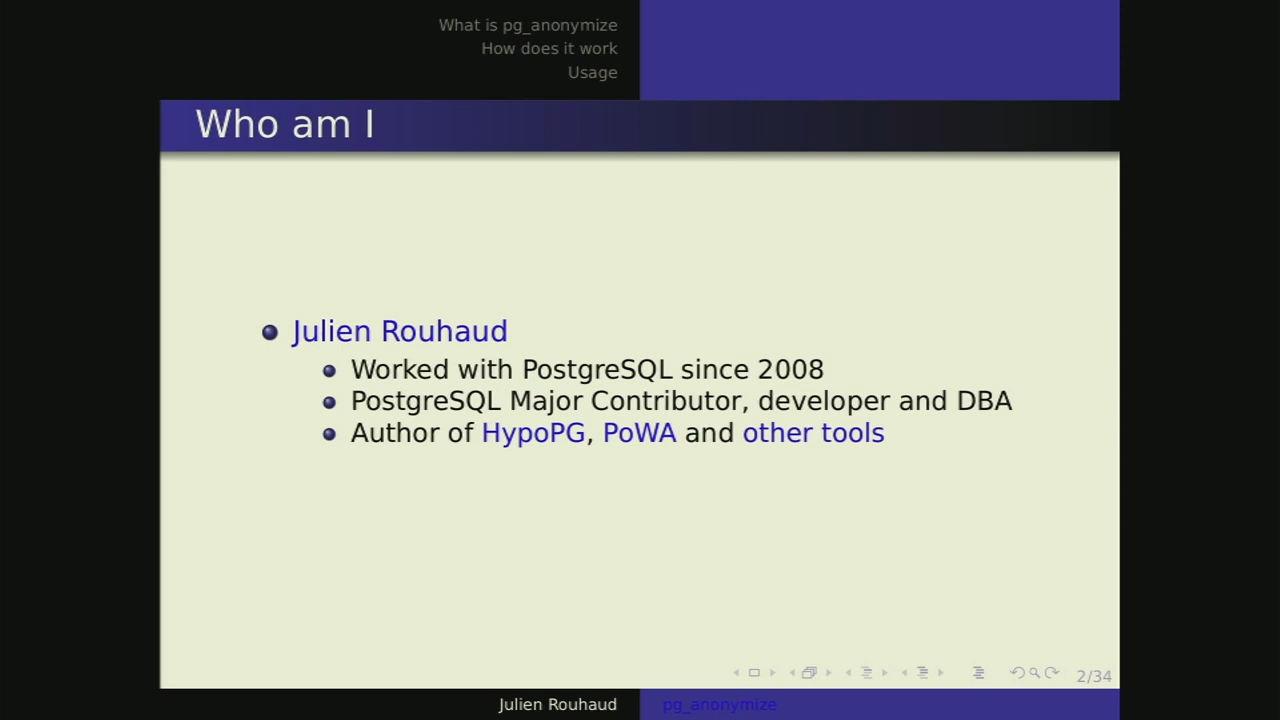 What is pg_anonymize
How does it work
Usage
Who am I
Julien Rouhaud
Worked with PostgreSQL since 2008
PostgreSQL Major Contributor, developer and DBA
Author of HypoPG, PoWA and other tools
2/34
Julien Rouhaud
pg_anonymize